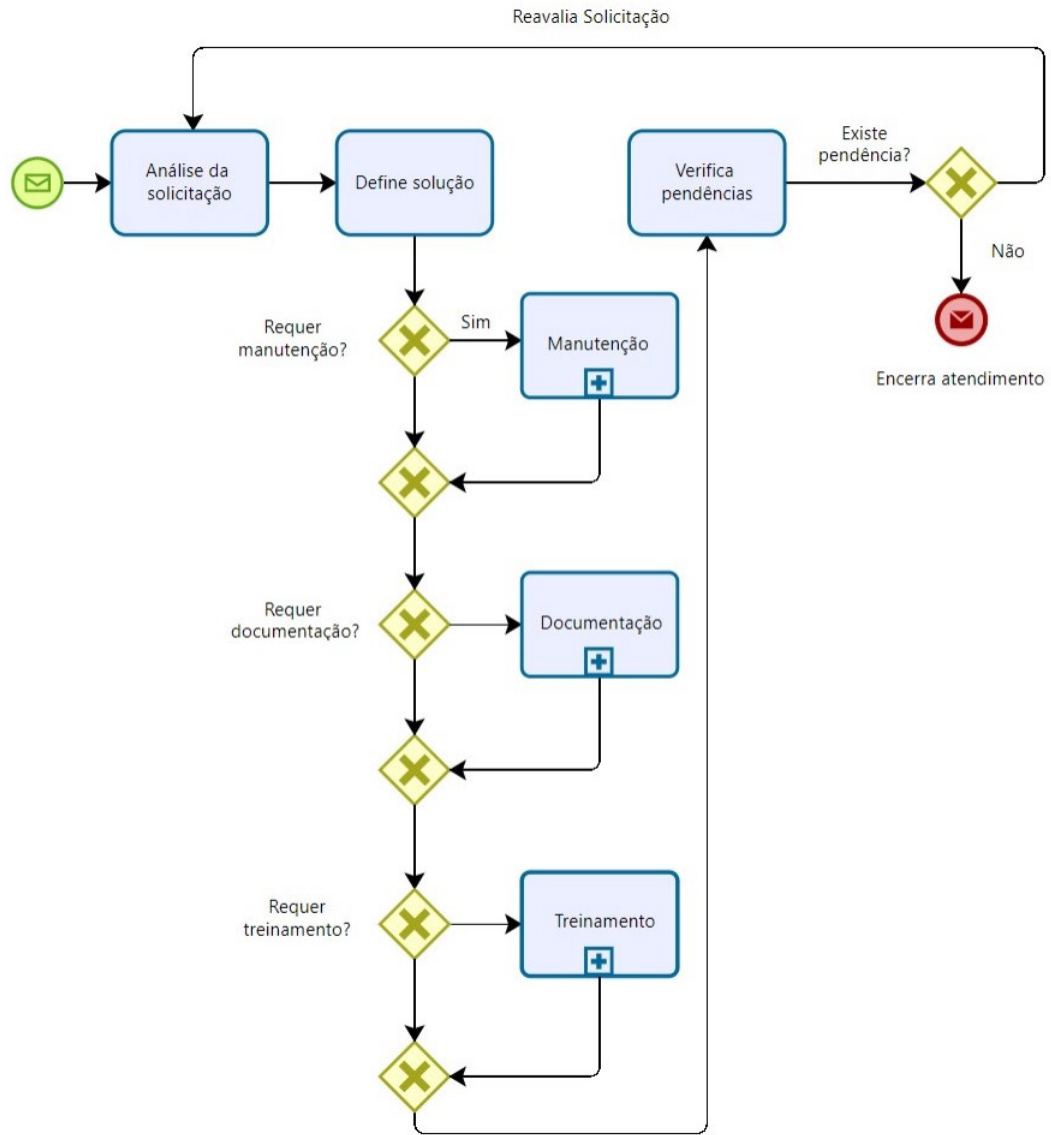 Reavalia Solicitação
Análise da
solicitação
Define solução
Verifica
pendências
Existe
pendência?
Não
Encerra atendimento
Requer
manutenção?
Sim
Manutenção
Requer
documentação?
Documentação
Requer
treinamento?
Treinamento